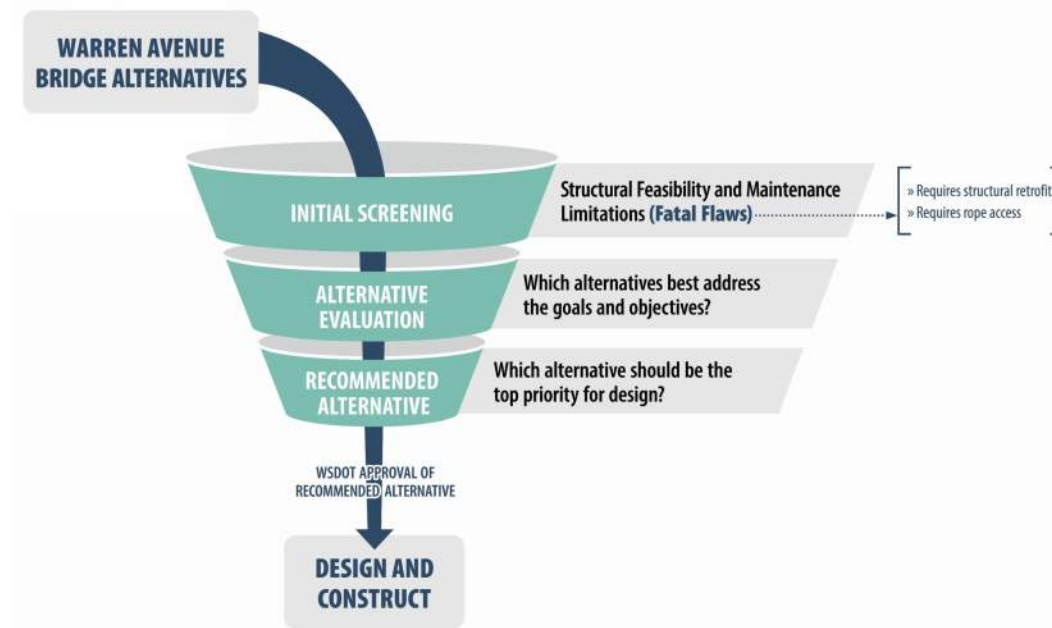 WARREN AVENUE
BRIDGE ALTERNATIVES
INITIAL SCREENING
Structural Feasibility and Maintenance
Limitations (Fatal Flaws)
» Requires structural retrofit
» Requires rope access
ALTERNATIVE
EVALUATION
Which alternatives best address
the goals and objectives?
RECOMMENDED
ALTERNATIVE
Which alternative should be the
top priority for design?
WSDOT APPROVAL OF
RECOMMENDED ALTERNATIVE
DESIGN AND
CONSTRUCT